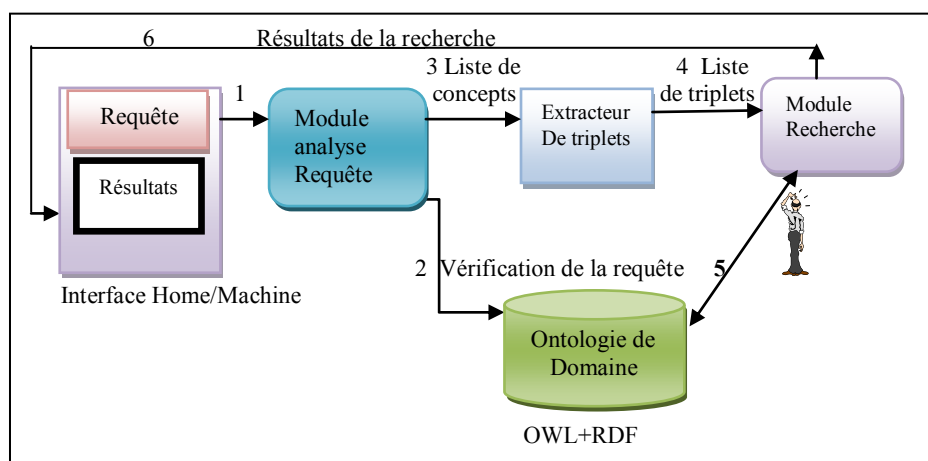 6 Résultats de la recherche
Requête
Résultats
Interface Home/Machine
1
Module
analyse
Requête
3 Liste de
concepts
Extracteur
De triplets
4 Liste
de triplets
Module
Recherche
2 Vérification de la requête
5
Ontologie de
Domaine
OWL+RDF